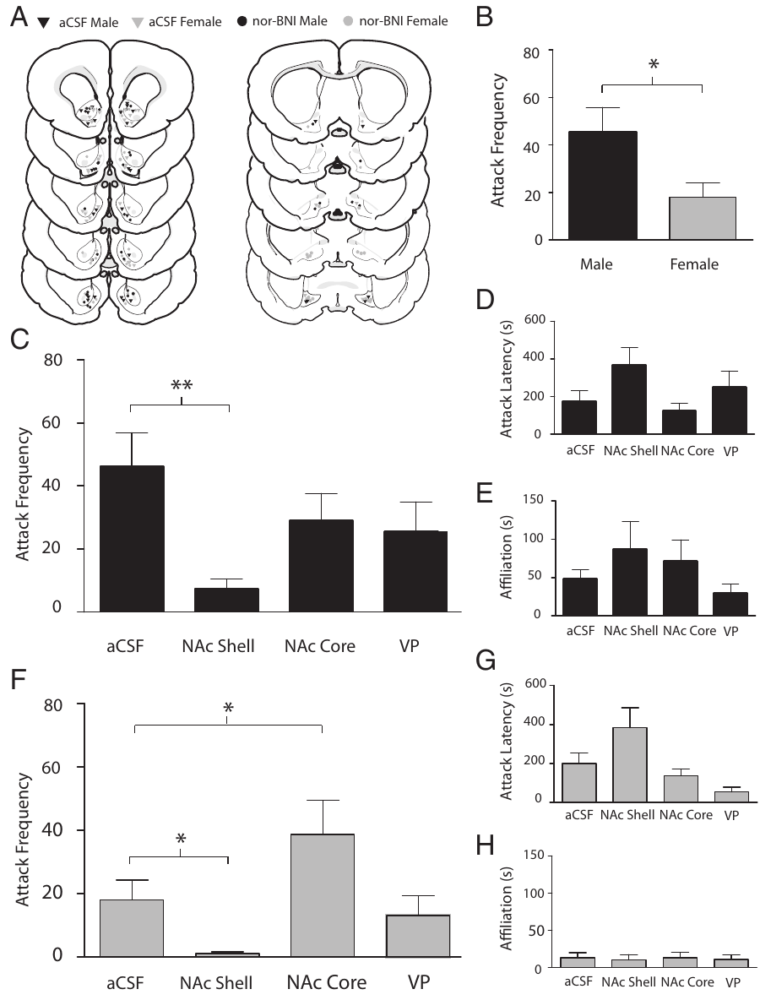 A
aCSF Male aCSF Female nor-BNI Male nor-BNI Female
B
Attack Frequency
80
60
40
20
0
*
Male Female
C
Attack Frequency
80
60
40
20
0
**
aCSF NAc Shell NAc Core VP
D
Attack Latency (s)
600
400
200
0
aCSF NAc Shell NAc Core VP
E
Affiliation (s)
150
100
50
0
aCSF NAc Shell NAc Core VP
F
Attack Frequency
80
60
40
20
0
*
*
aCSF NAc Shell NAc Core VP
G
Attack Latency (s)
600
400
200
0
aCSF NAc Shell NAc Core VP
H
Affiliation (s)
150
100
50
0
aCSF NAc Shell NAc Core VP